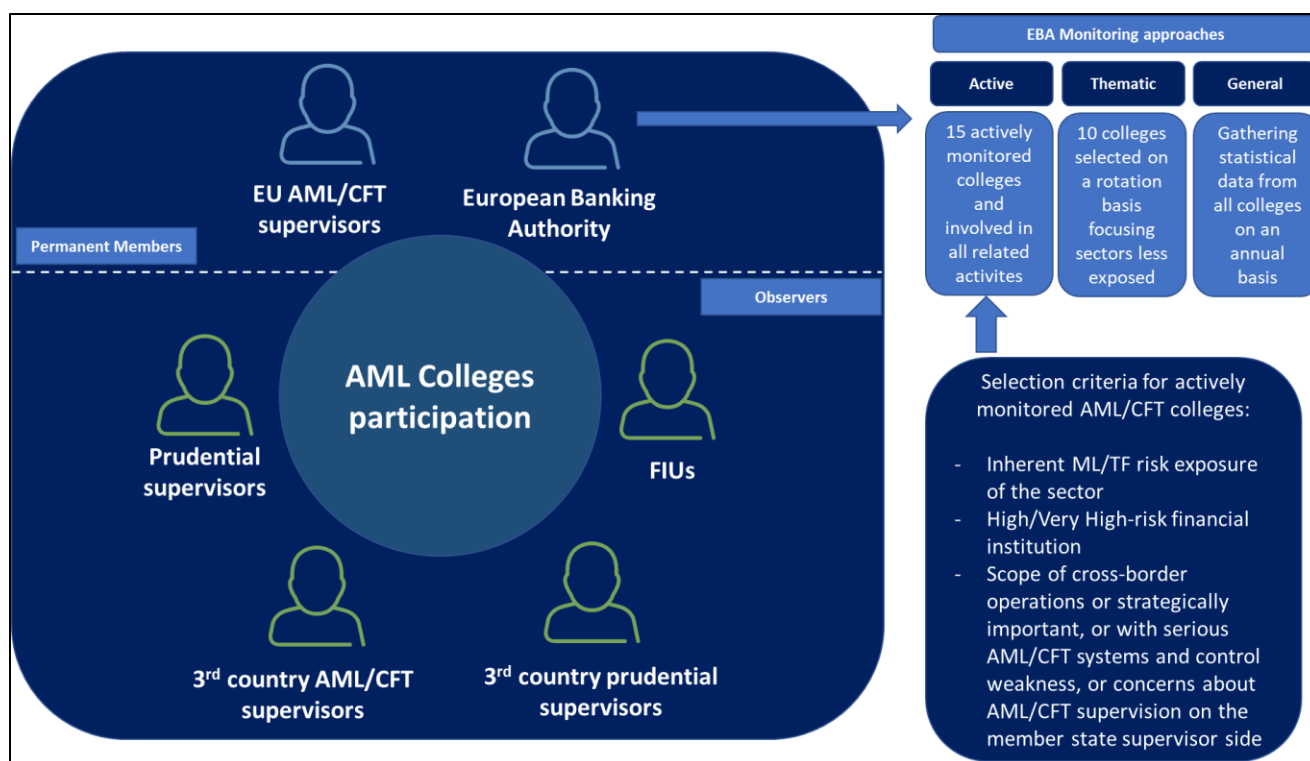 EU AML/CFT
supervisors
European Banking
Authority
Permanent Members
Observers
AML Colleges
participation
Prudential
supervisors
FIUs
3rd country AML/CFT
supervisors
3rd country prudential
supervisors
EBA Monitoring approaches
Active
Thematic
General
15 actively
monitored
colleges
and
involved in
all related
activites
10 colleges
selected on
a rotation
basis
focusing
sectors less
exposed
Gathering
statistical
data from
all colleges
on an
annual
basis
Selection criteria for actively
monitored AML/CFT colleges:
- Inherent ML/TF risk exposure
of the sector
- High/Very High-risk financial
institution
- Scope of cross-border
operations or strategically
important, or with serious
AML/CFT systems and control
weakness, or concerns about
AML/CFT supervision on the
member state supervisor side